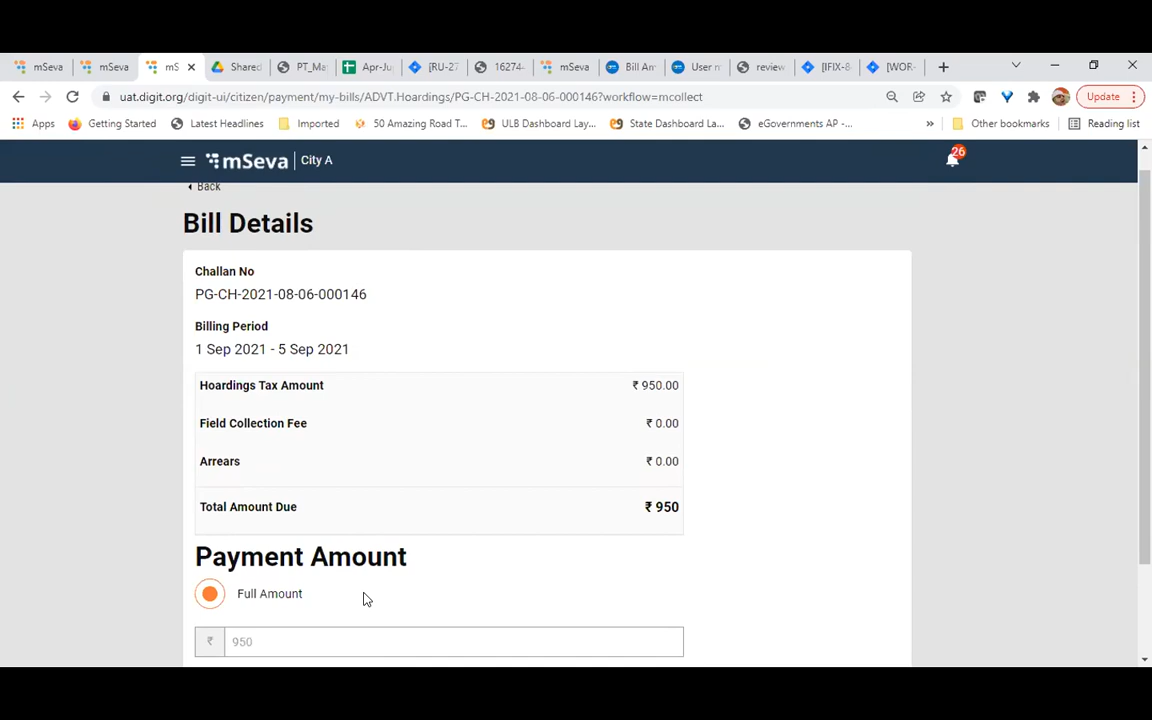 mSeva
mSeva
mS
Shared
PT_Ma
Apr-Ju
[RU-27
16274-
mSeva
Bill Am
User m
review
[IFIX-8
[WOR-
uat.digit.org/digit-ui/citizen/payment/my-bills/ADVT.Hoardings/PG-CH-2021-08-06-000146?workflow=mcollect
Update
Apps
Getting Started
Latest Headlines
Imported
50 Amazing Road T...
ULB Dashboard Lay...
State Dashboard La...
eGovernments AP -...
»
Other bookmarks
Reading list
mSeva
City A
26
Back
Bill Details
Challan No
PG-CH-2021-08-06-000146
Billing Period
1 Sep 2021 - 5 Sep 2021
Hoardings Tax Amount ₹ 950.00
Field Collection Fee ₹ 0.00
Arrears ₹ 0.00
Total Amount Due ₹ 950
Payment Amount
Full Amount
₹ 950